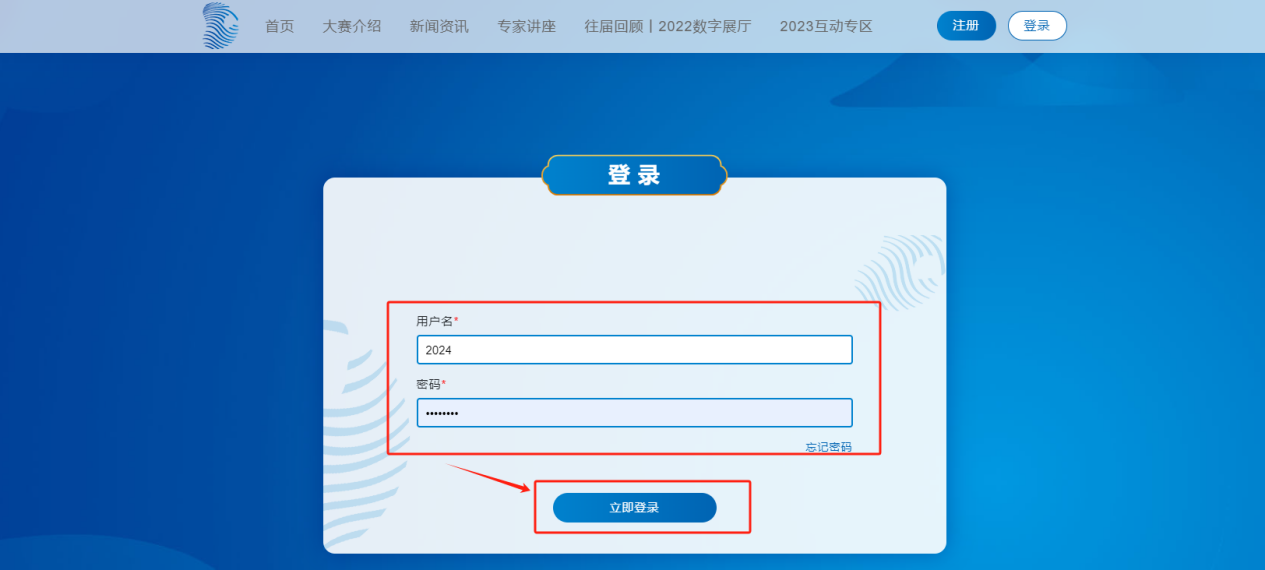 首页 大赛介绍 新闻资讯 专家讲座 往届回顾丨2022数字展厅 2023互动专区 注册 登录
登 录
用户名*
2024
密码*
••••••••
忘记密码
立即登录